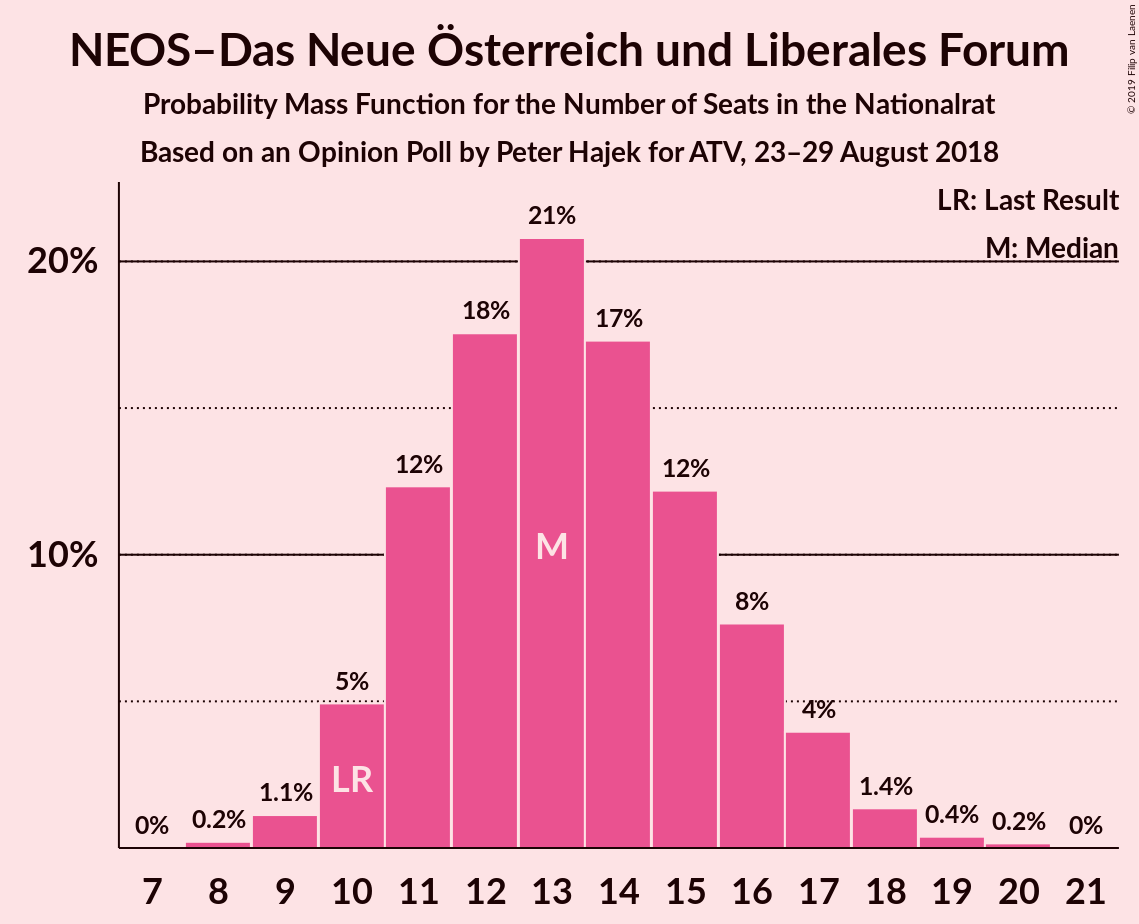 NEOS–Das Neue Österreich und Liberales Forum
Probability Mass Function for the Number of Seats in the Nationalrat
Based on an Opinion Poll by Peter Hajek for ATV, 23–29 August 2018
© 2019 Filip van Laenen
LR: Last Result
M: Median
20%
10%
0%
0.2%
1.1%
5%
12%
18%
21%
17%
12%
8%
4%
1.4%
0.4%
0.2%
0%
LR
M
7 8 9 10 11 12 13 14 15 16 17 18 19 20 21